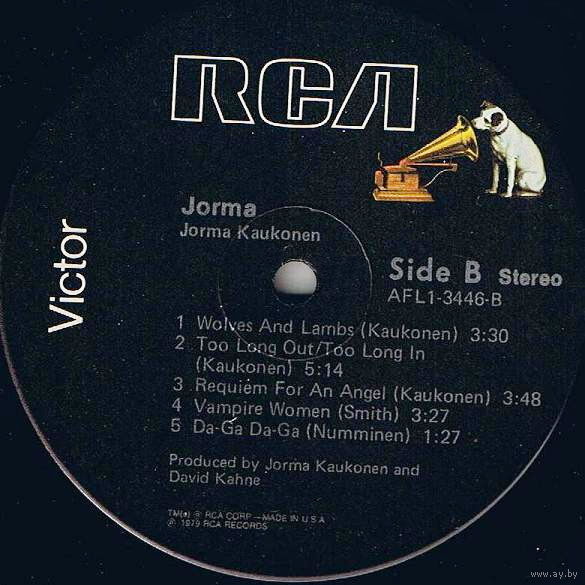 RCA
Victor
Jorma
Jorma Kaukonen
Side B Stereo
AFL1-3446-B
1 Wolves And Lambs (Kaukonen) 3:30
2 Too Long Out/Too Long In
(Kaukonen) 5:14
3 Requiem For An Angel (Kaukonen) 3:48
4 Vampire Women (Smith) 3:27
5 Da-Ga Da-Ga (Numminen) 1:27
Produced by Jorma Kaukonen and
David Kahne
TM(s) ® RCA CORP – MADE IN U.S.A.
℗ 1979 RCA RECORDS
www.ay.by